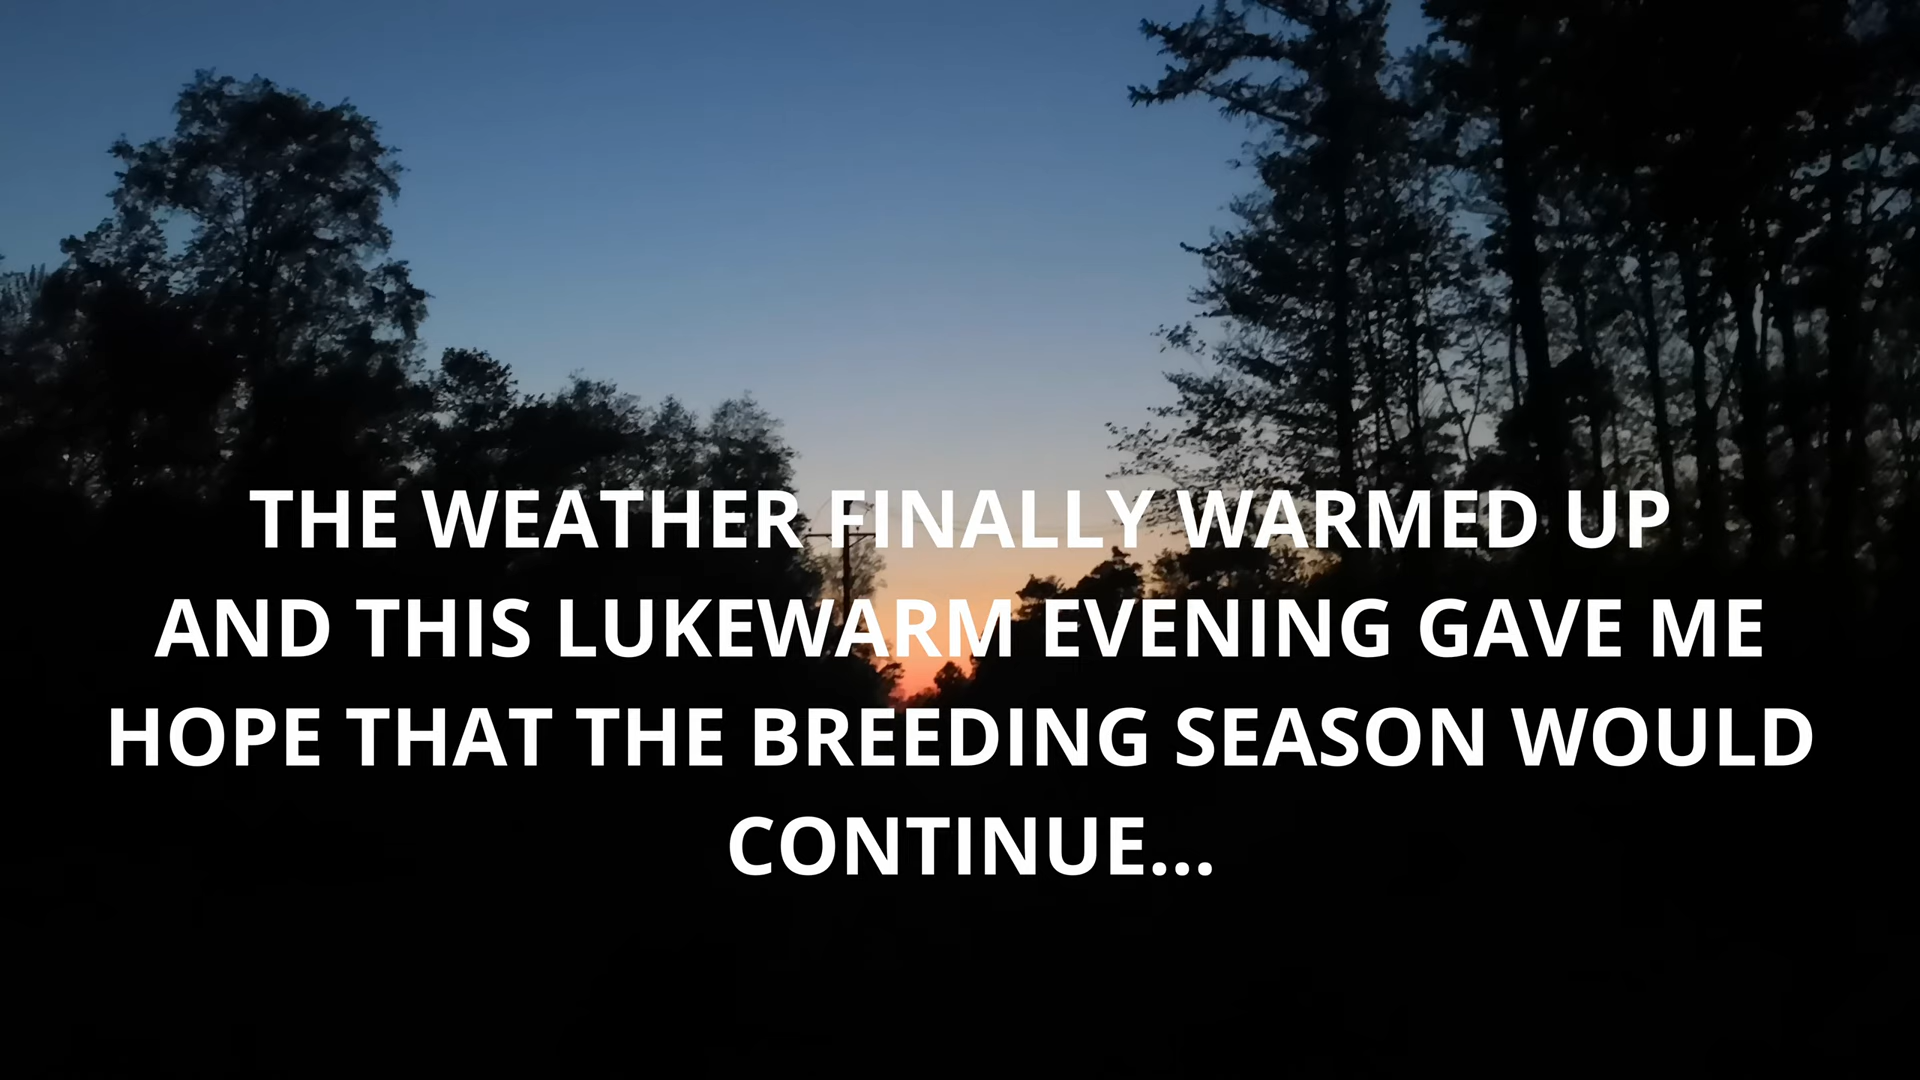 THE WEATHER FINALLY WARMED UP
AND THIS LUKEWARM EVENING GAVE ME
HOPE THAT THE BREEDING SEASON WOULD
CONTINUE...